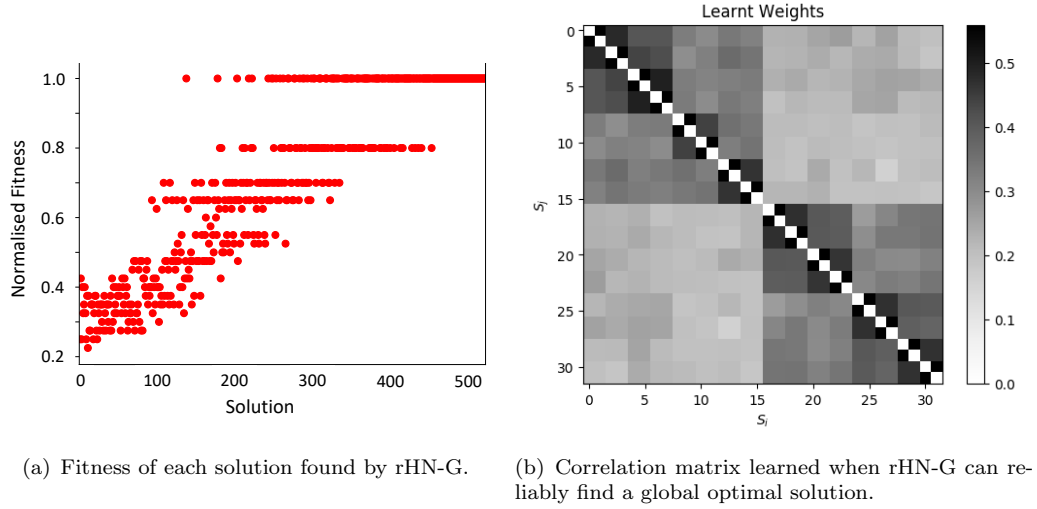 Learnt Weights
Normalised Fitness
1.0
0.8
0.6
0.4
0.2
0 100 200 300 400 500
Solution
0
5
10
15
20
25
30
sj
0 5 10 15 20 25 30
si
0.5
0.4
0.3
0.2
0.1
0.0
(a) Fitness of each solution found by rHN-G.
(b) Correlation matrix learned when rHN-G can re-
liably find a global optimal solution.